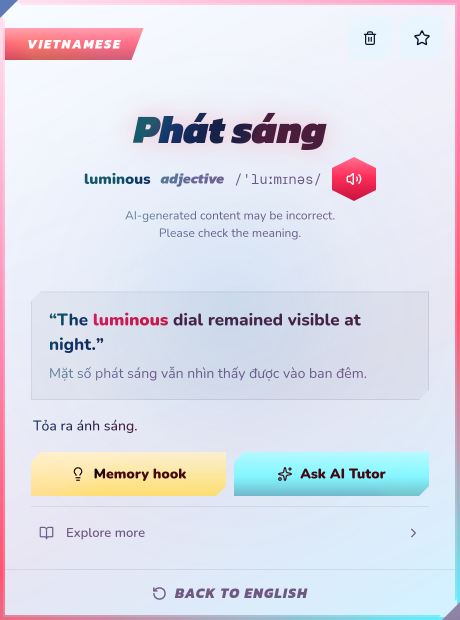 VIETNAMESE
Phát sáng
luminous adjective /ˈluːmɪnəs/
AI-generated content may be incorrect.
Please check the meaning.
“The luminous dial remained visible at
night.”
Mặt số phát sáng vẫn nhìn thấy được vào ban đêm.
Tỏa ra ánh sáng.
Memory hook
Ask AI Tutor
Explore more
BACK TO ENGLISH